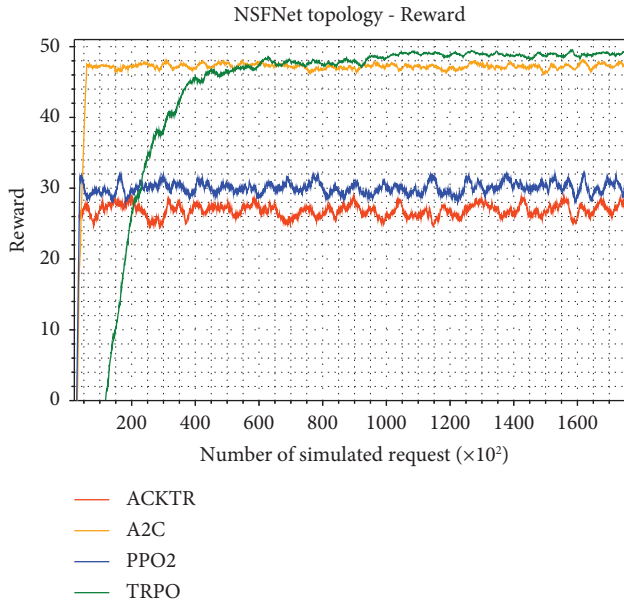 NSFNet topology - Reward
50
40
30
20
10
0
Reward
200 400 600 800 1000 1200 1400 1600
Number of simulated request (×10²)
ACKTR
A2C
PPO2
TRPO